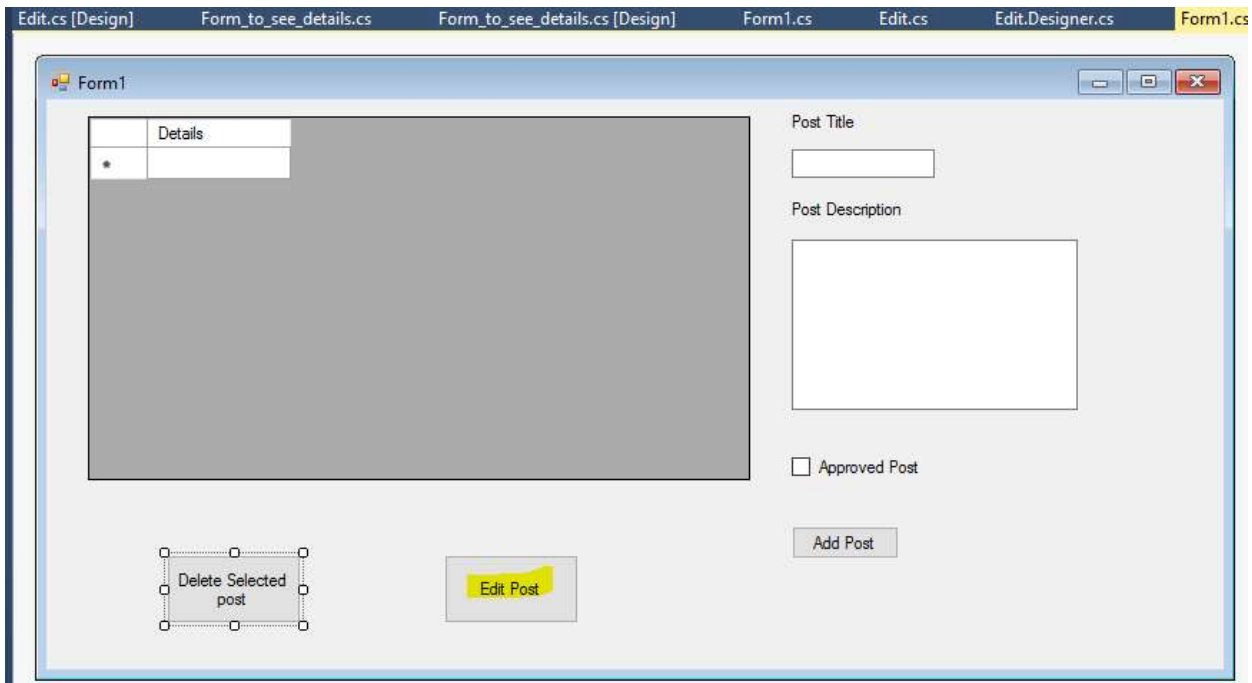 Edit.cs [Design] Form_to_see_details.cs Form_to_see_details.cs [Design] Form1.cs Edit.cs Edit.Designer.cs Form1.cs
Form1
Details
*
Post Title
Post Description
Approved Post
Add Post
Delete Selected
post
Edit Post